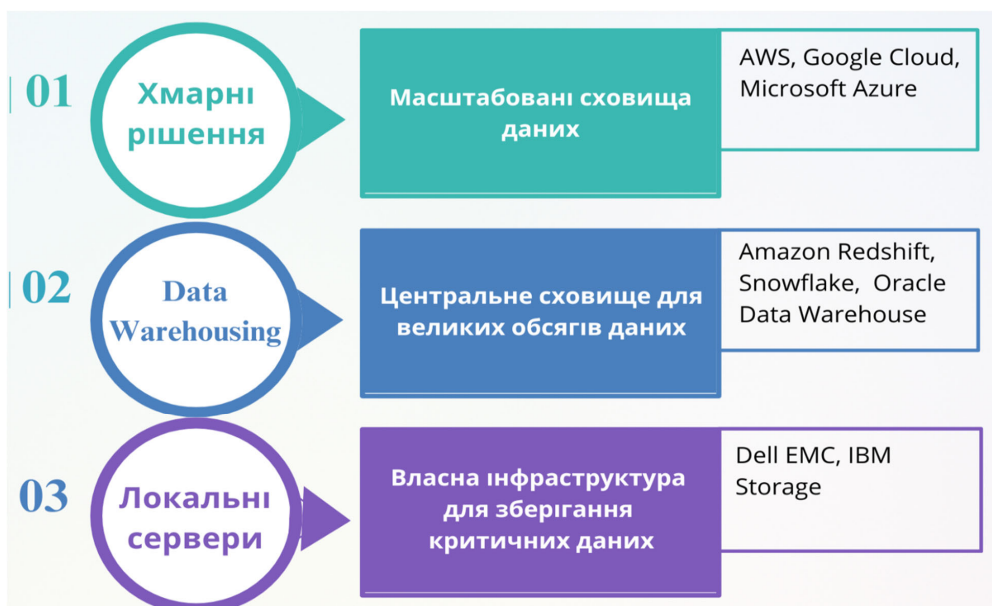 01
Хмарні
рішення
Масштабовані сховища
даних
AWS, Google Cloud,
Microsoft Azure
02
Data
Warehousing
Центральне сховище для
великих обсягів даних
Amazon Redshift,
Snowflake, Oracle
Data Warehouse
03
Локальні
сервери
Власна інфраструктура
для зберігання
критичних даних
Dell EMC, IBM
Storage